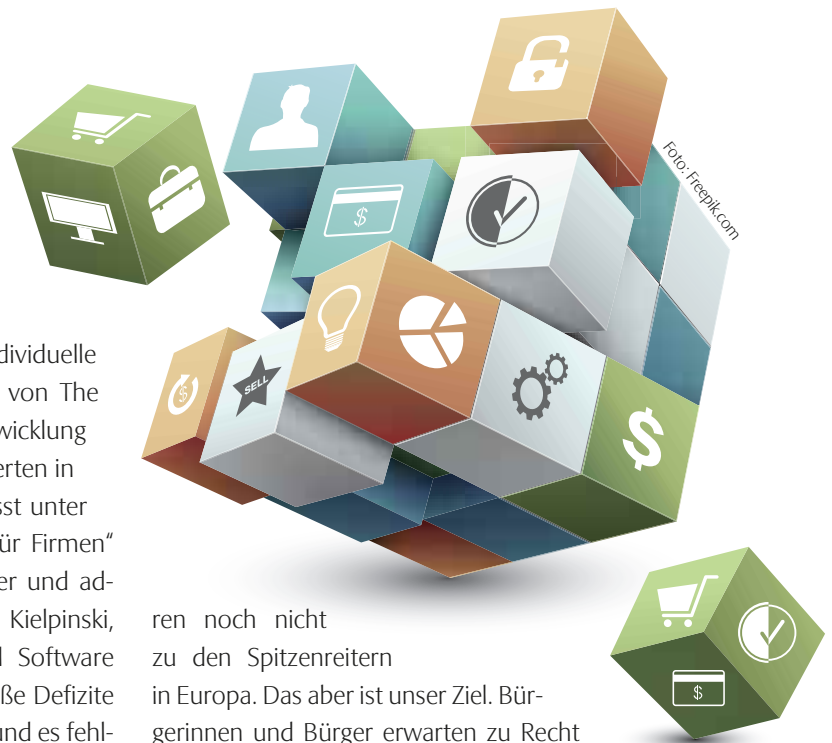 Foto: Freepik.com
$
$
SELL
$
$
dividuelle
von The
wicklung
erten in
sst unter
ür Firmen“
er und ad-
Kielpinski,
l Software
ße Defizite
und es fehl-
ren noch nicht
zu den Spitzenreitern
in Europa. Das aber ist unser Ziel. Bür-
gerinnen und Bürger erwarten zu Recht